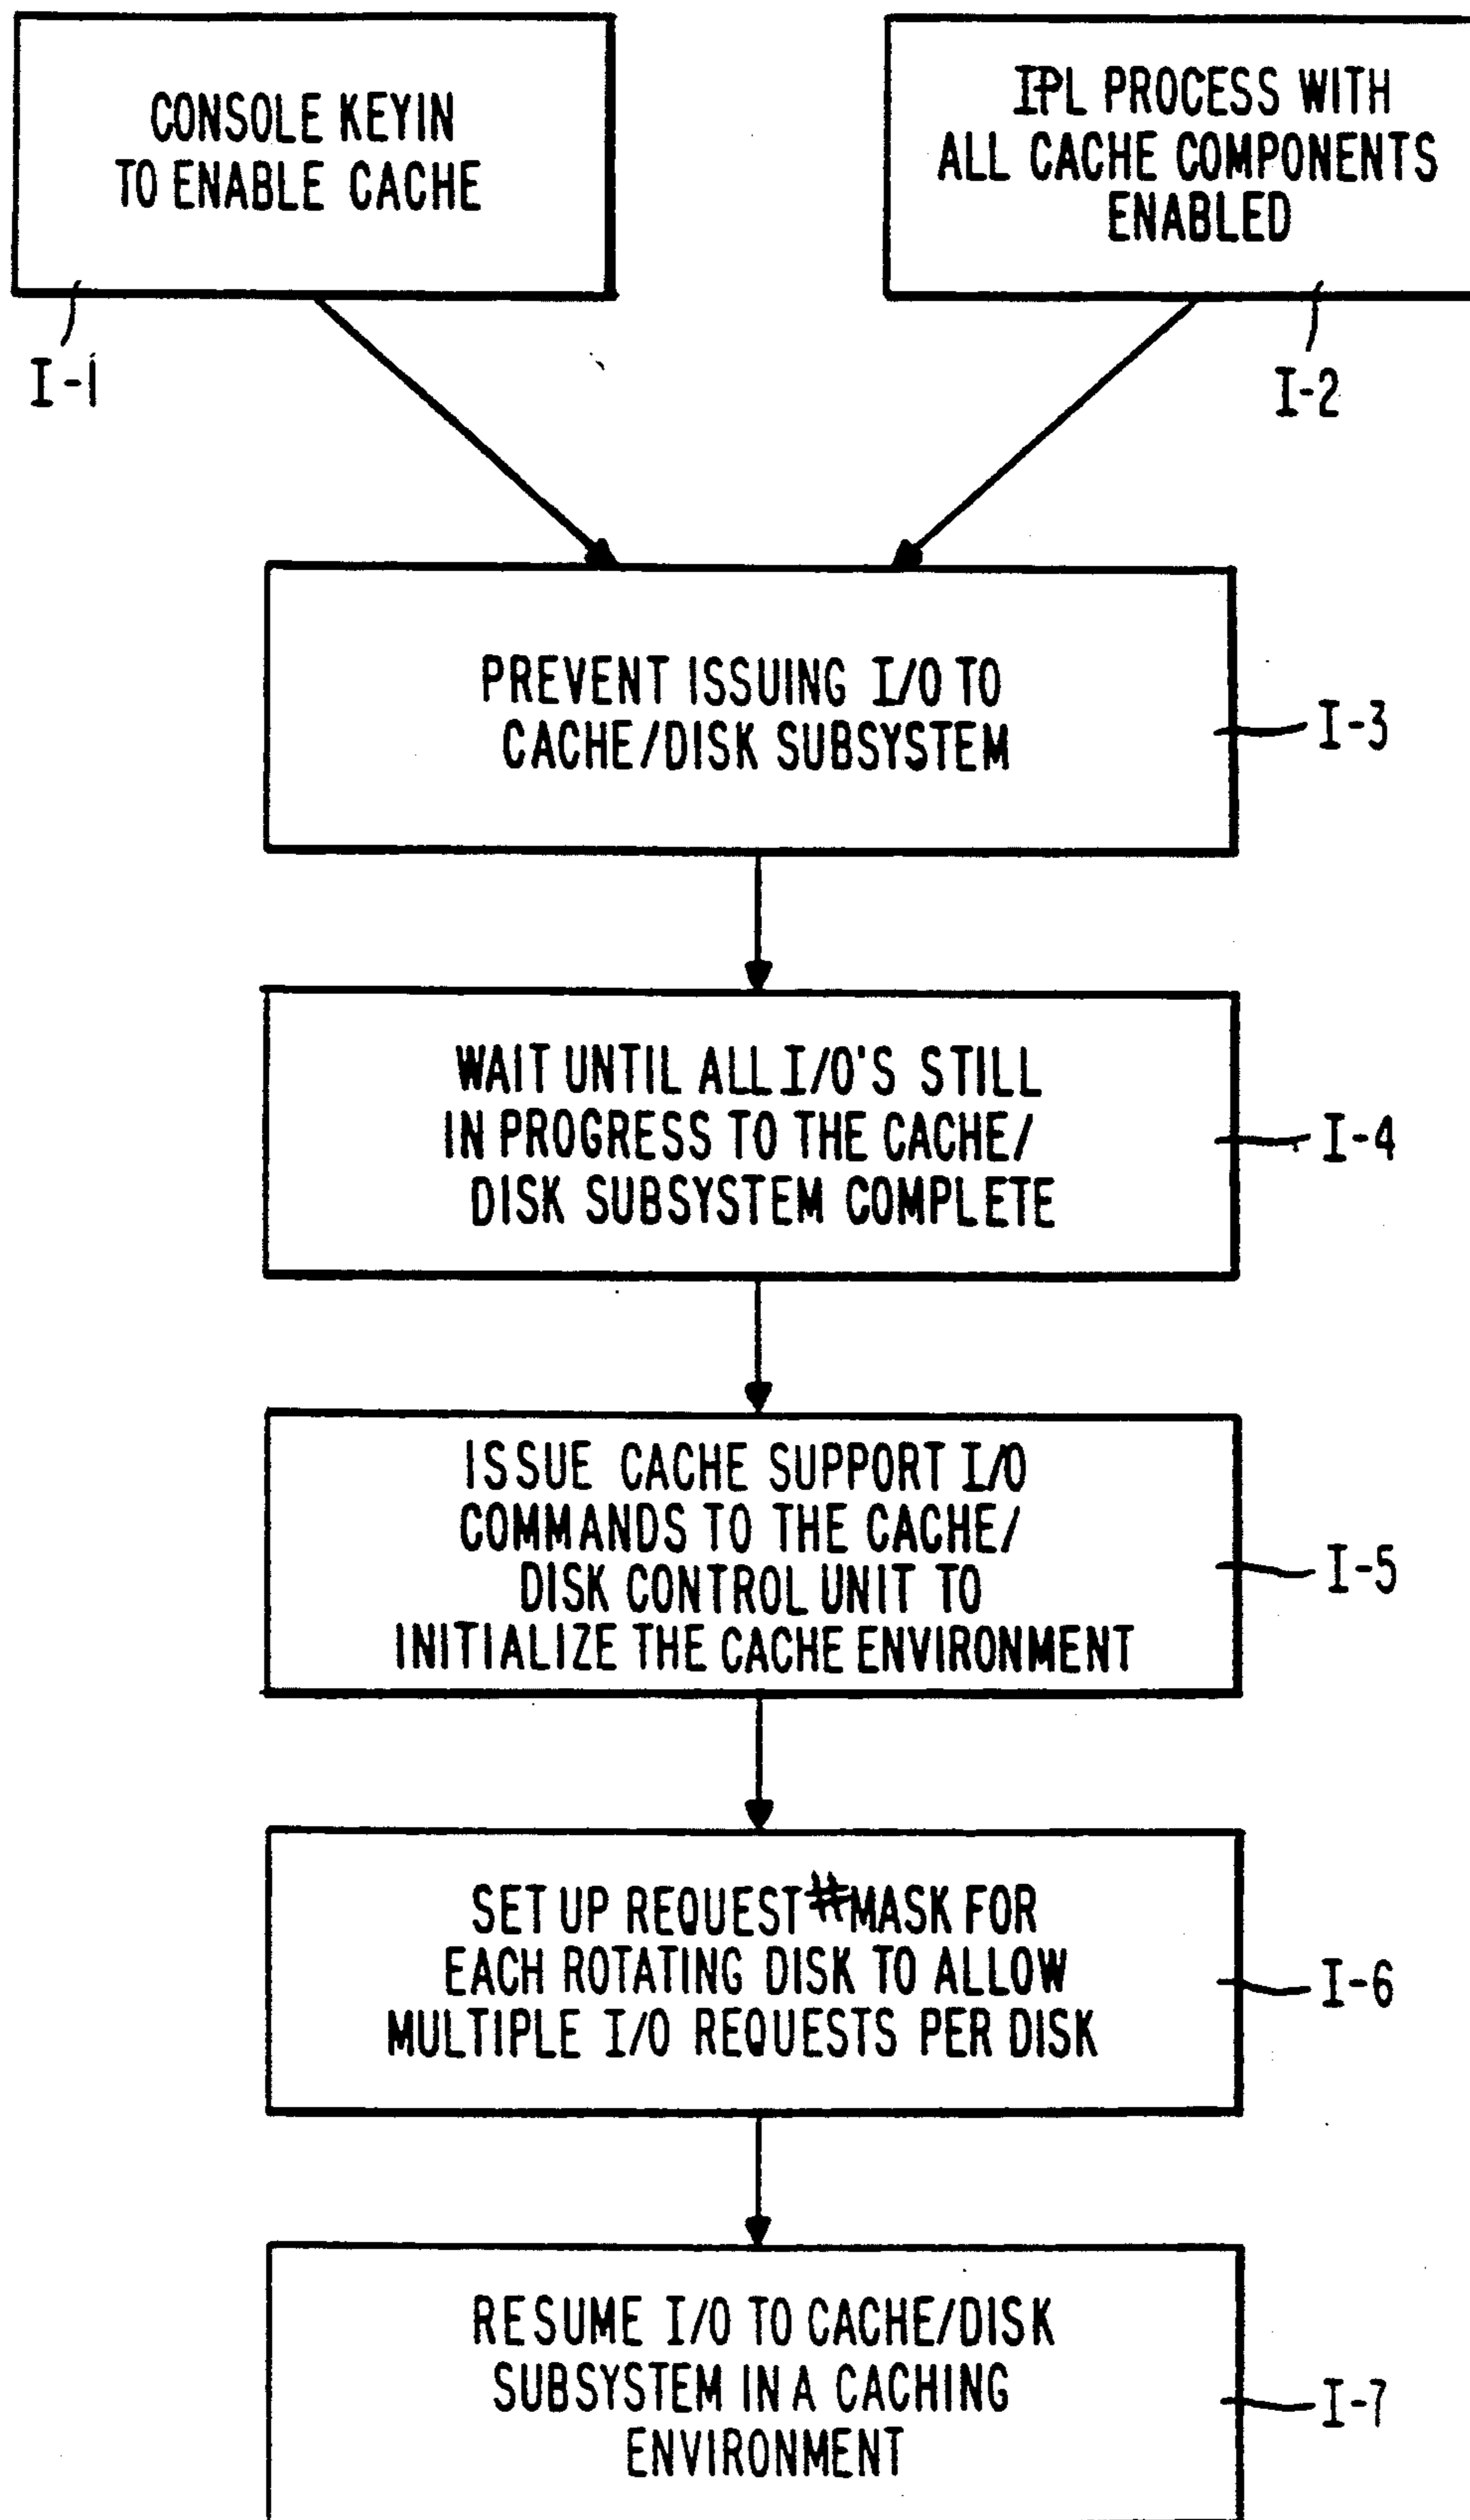 CONSOLE KEYIN
TO ENABLE CACHE
I-1
IPL PROCESS WITH
ALL CACHE COMPONENTS
ENABLED
I-2
PREVENT ISSUING I/O TO
CACHE/DISK SUBSYSTEM
I-3
WAIT UNTIL ALL I/O'S STILL
IN PROGRESS TO THE CACHE/
DISK SUBSYSTEM COMPLETE
I-4
ISSUE CACHE SUPPORT I/O
COMMANDS TO THE CACHE/
DISK CONTROL UNIT TO
INITIALIZE THE CACHE ENVIRONMENT
I-5
SET UP REQUEST # MASK FOR
EACH ROTATING DISK TO ALLOW
MULTIPLE I/O REQUESTS PER DISK
I-6
RESUME I/O TO CACHE/DISK
SUBSYSTEM IN A CACHING
ENVIRONMENT
I-7